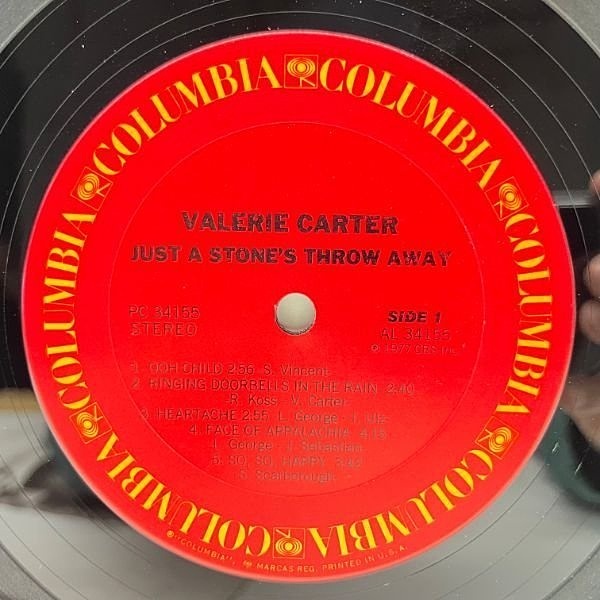 COLUMBIA COLUMBIA COLUMBIA COLUMBIA COLUMBIA COLUMBIA
VALERIE CARTER
JUST A STONE'S THROW AWAY
PC 34155
STEREO
SIDE 1
AL 34155
℗ 1977 CBS Inc.
1. OOH CHILD 2:56 S. Vincent
2. RINGING DOORBELLS IN THE RAIN 2:40
R. Koss - V. Carter
3. HEARTACHE 2:55 L. George - I.
4. FACE OF APPALACHIA 4:15
L. George - J. Sebastian
5. SO, SO, HAPPY 3:42
S. Scarborough
® "COLUMBIA", MARCAS REG. PRINTED IN U.S.A.